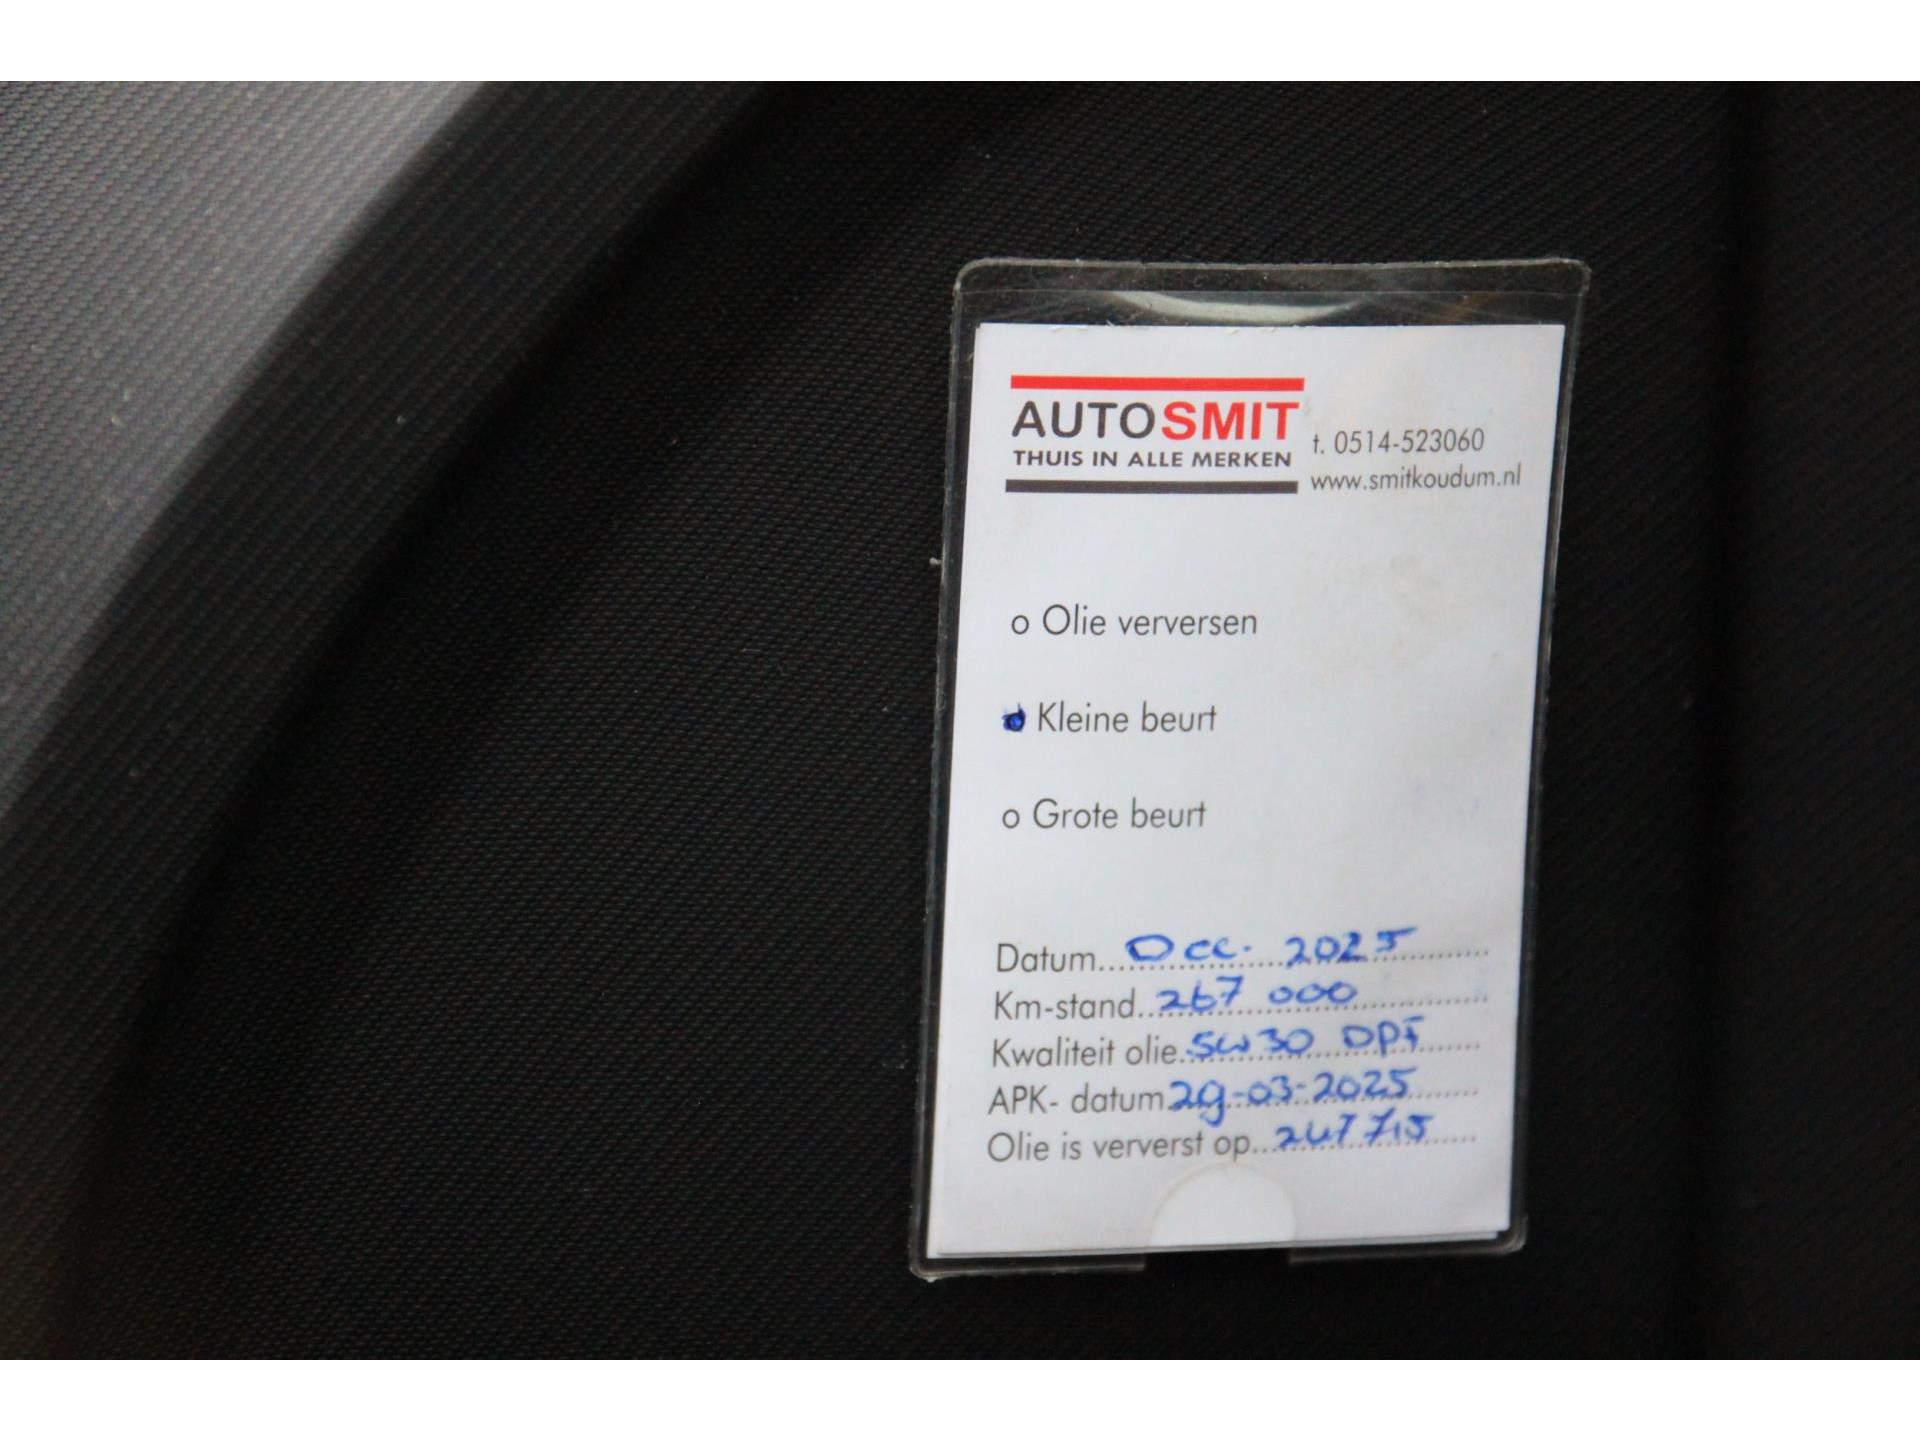 AUTOSMIT
THUIS IN ALLE MERKEN
t. 0514-523060
www.smitkoudum.nl
o Olie verversen
o Kleine beurt
o Grote beurt
Datum....Dec. 2025
Km-stand..267 000
Kwaliteit olie..5w30 DPF
APK- datum 29-03-2025
Olie is ververst op...247715